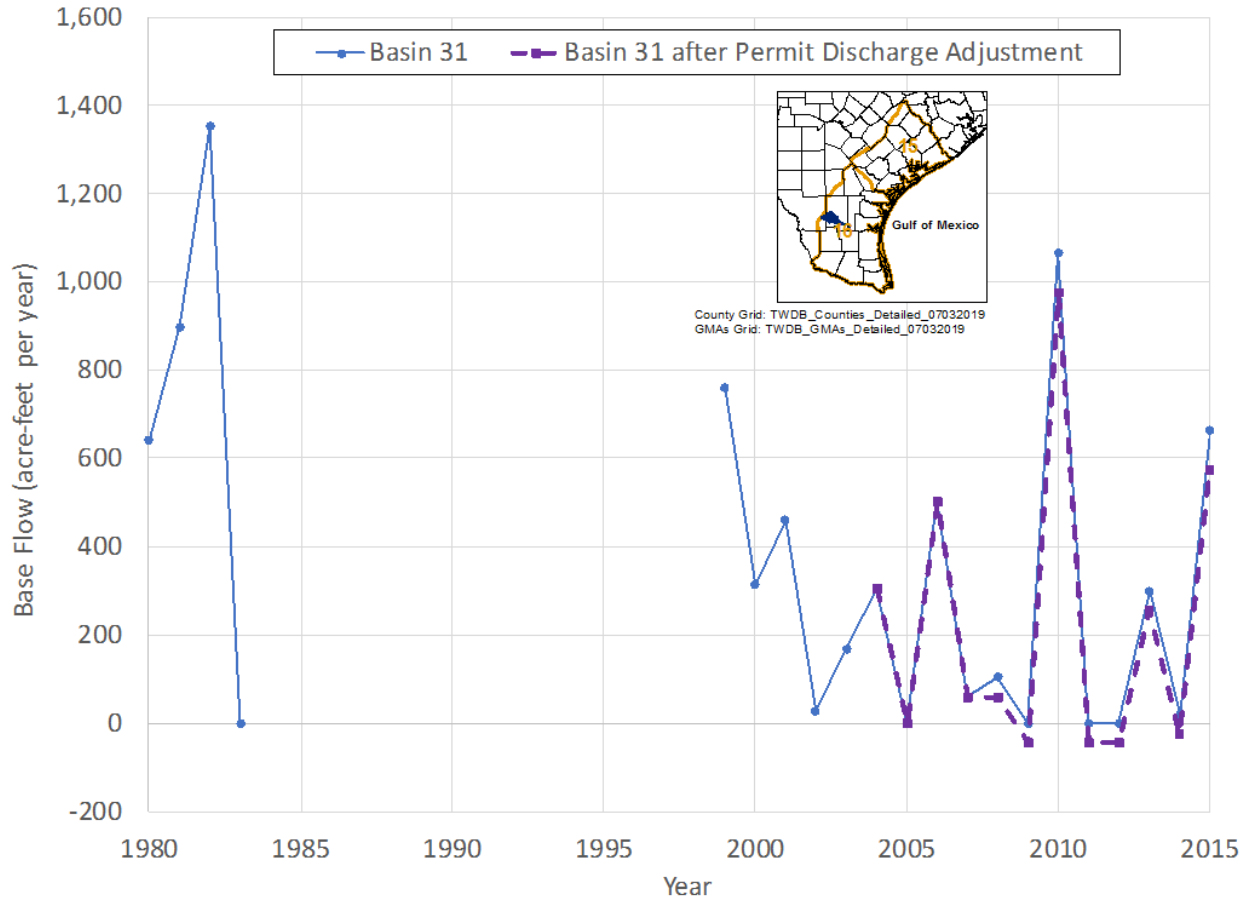 1,600
Basin 31 Basin 31 after Permit Discharge Adjustment
1,400
15
1,200
Gulf of Mexico
16
1,000
County Grid: TWDB_Counties_Detailed_07032019
GMAs Grid: TWDB_GMAs_Detailed_07032019
800
600
400
200
0
-200
Base Flow (acre-feet per year)
1980 1985 1990 1995 2000 2005 2010 2015
Year